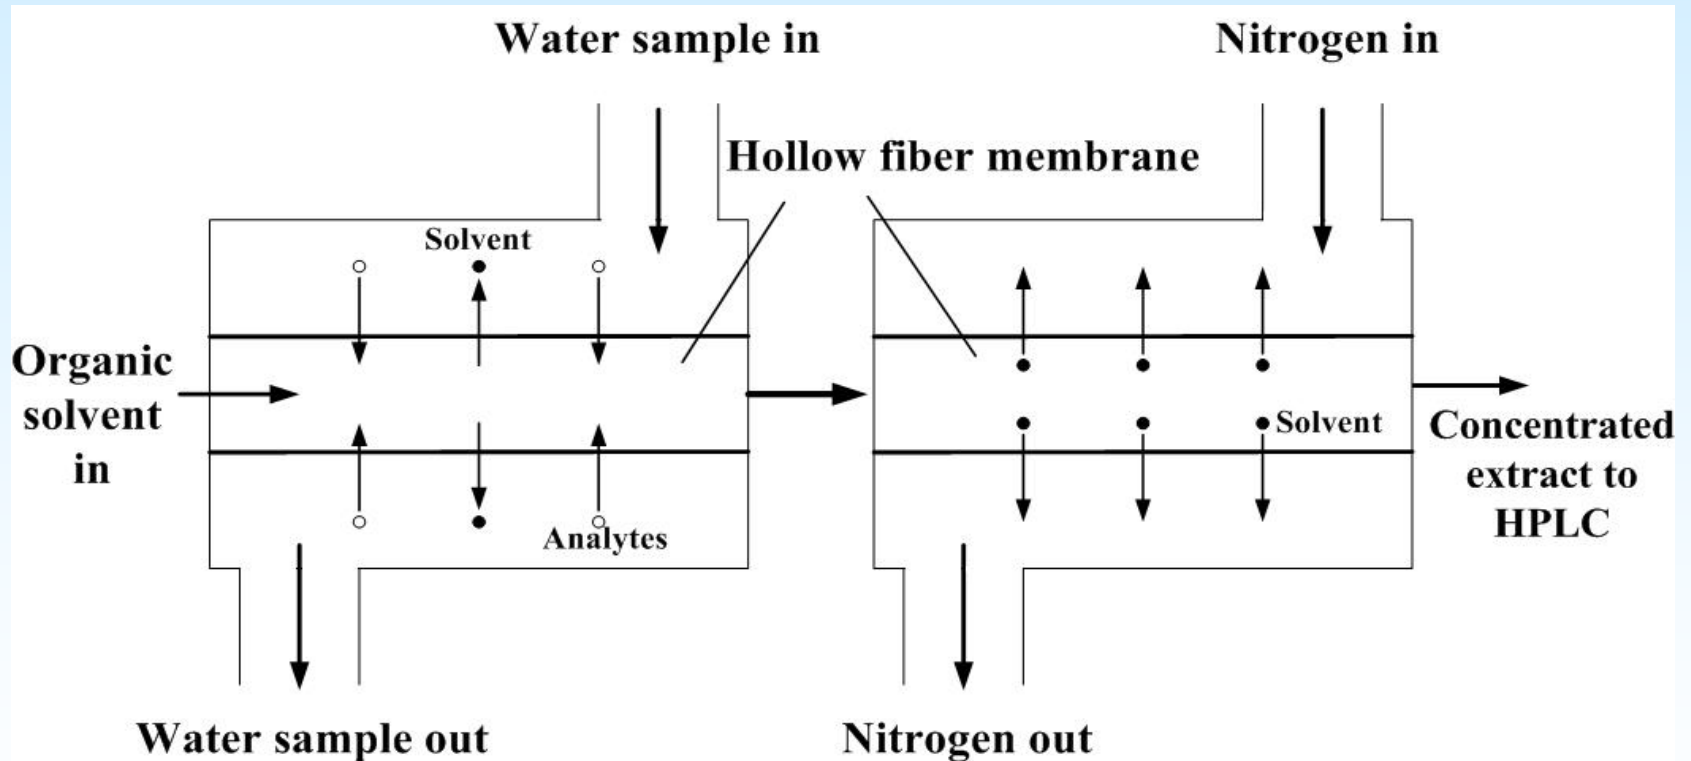 Water sample in
Nitrogen in
Hollow fiber membrane
Solvent
Organic
solvent
in
Solvent
Concentrated
extract to
HPLC
Analytes
Water sample out
Nitrogen out